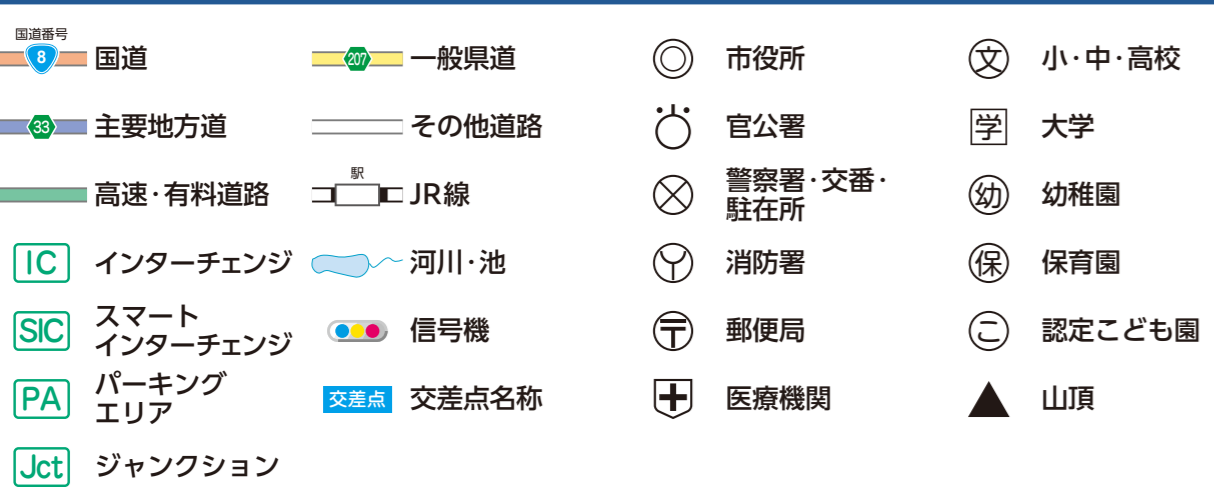 国道番号
8 国道
33 主要地方道
高速·有料道路
IC インターチェンジ
SIC スマート
インターチェンジ
PA パーキング
エリア
Jct ジャンクション
207 一般県道
その他道路
駅
JR線
河川·池
信号機
交差点 交差点名称
市役所
官公署
警察署·交番·
駐在所
消防署
〒 郵便局
医療機関
文 小·中·高校
学 大学
幼 幼稚園
保 保育園
こ 認定こども園
山頂